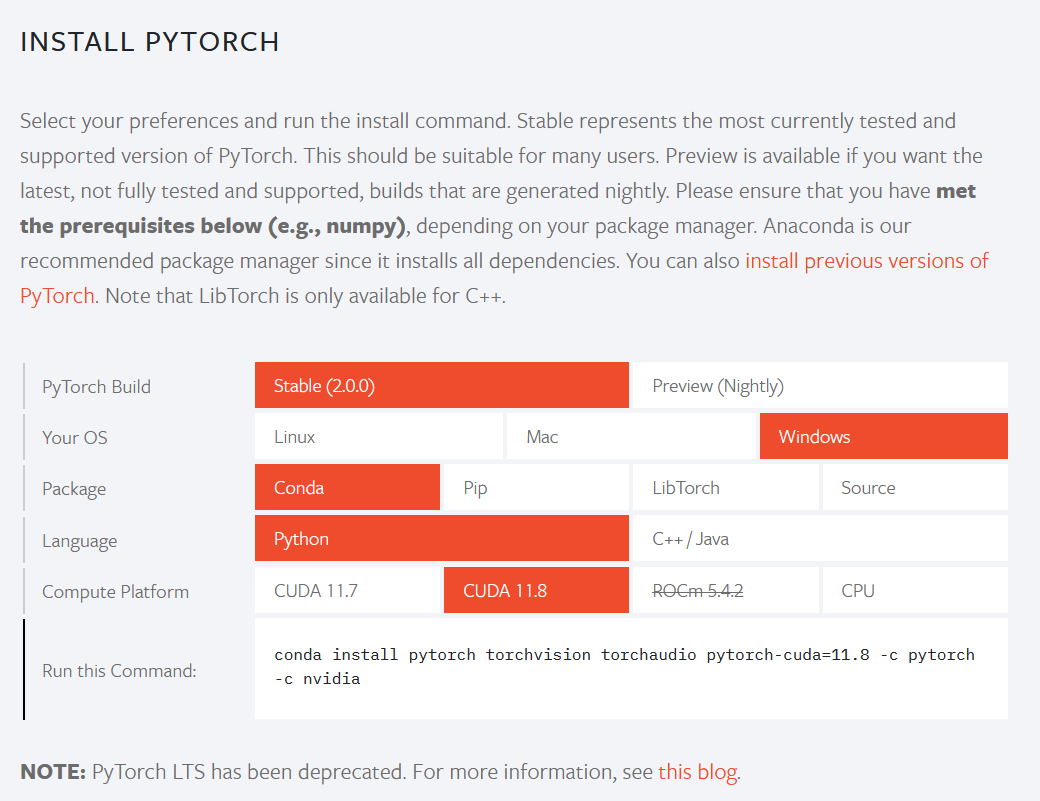 INSTALL PYTORCH
Select your preferences and run the install command. Stable represents the most currently tested and
supported version of PyTorch. This should be suitable for many users. Preview is available if you want the
latest, not fully tested and supported, builds that are generated nightly. Please ensure that you have met
the prerequisites below (e.g., numpy), depending on your package manager. Anaconda is our
recommended package manager since it installs all dependencies. You can also install previous versions of
PyTorch. Note that LibTorch is only available for C++.
PyTorch Build Stable (2.0.0) Preview (Nightly)
Your OS Linux Mac Windows
Package Conda Pip LibTorch Source
Language Python C++ / Java
Compute Platform CUDA 11.7 CUDA 11.8 ROCm 5.4.2 CPU
Run this Command: conda install pytorch torchvision torchaudio pytorch-cuda=11.8 -c pytorch
-c nvidia
NOTE: PyTorch LTS has been deprecated. For more information, see this blog.